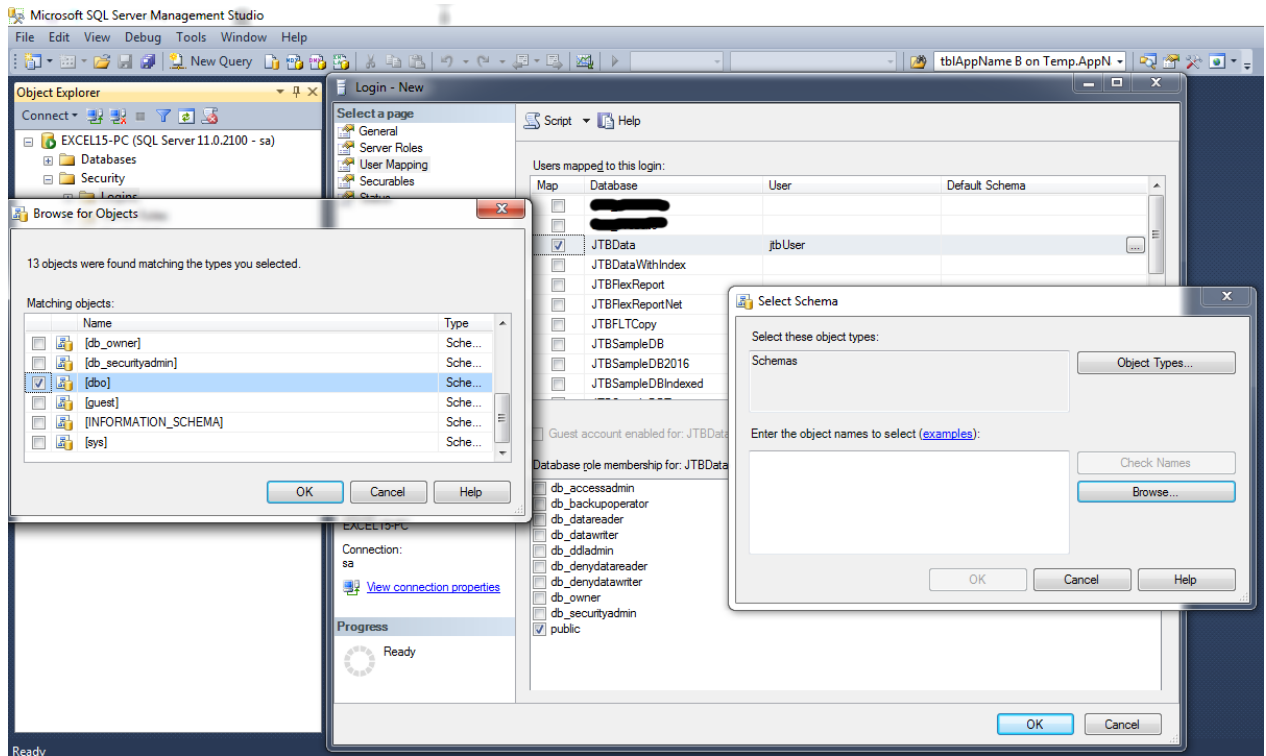 Microsoft SQL Server Management Studio
File Edit View Debug Tools Window Help
New Query
tblAppName B on Temp.AppN
Object Explorer
Connect
EXCEL15-PC (SQL Server 11.0.2100 - sa)
Databases
Security
Logins
Login - New
Select a page
General
Server Roles
User Mapping
Securables
Status
Script Help
Users mapped to this login:
Map Database User Default Schema
JTBData jtbUser ...
JTBDataWithIndex
JTBFlexReport
JTBFlexReportNet
JTBFLTCopy
JTBSampleDB
JTBSampleDB2016
JTBSampleDBIndexed
Guest account enabled for: JTBData
Database role membership for: JTBData
db_accessadmin
db_backupoperator
db_datareader
db_datawriter
db_ddladmin
db_denydatareader
db_denydatawriter
db_owner
db_securityadmin
public
EXCEL15-PC
Connection:
sa
View connection properties
Progress
Ready
OK Cancel
Browse for Objects
13 objects were found matching the types you selected.
Matching objects:
Name Type
[db_owner] Sche...
[db_securityadmin] Sche...
[dbo] Sche...
[guest] Sche...
[INFORMATION_SCHEMA] Sche...
[sys] Sche...
OK Cancel Help
Select Schema
Select these object types:
Schemas
Object Types...
Enter the object names to select (examples):
Check Names
Browse...
OK Cancel Help
Ready